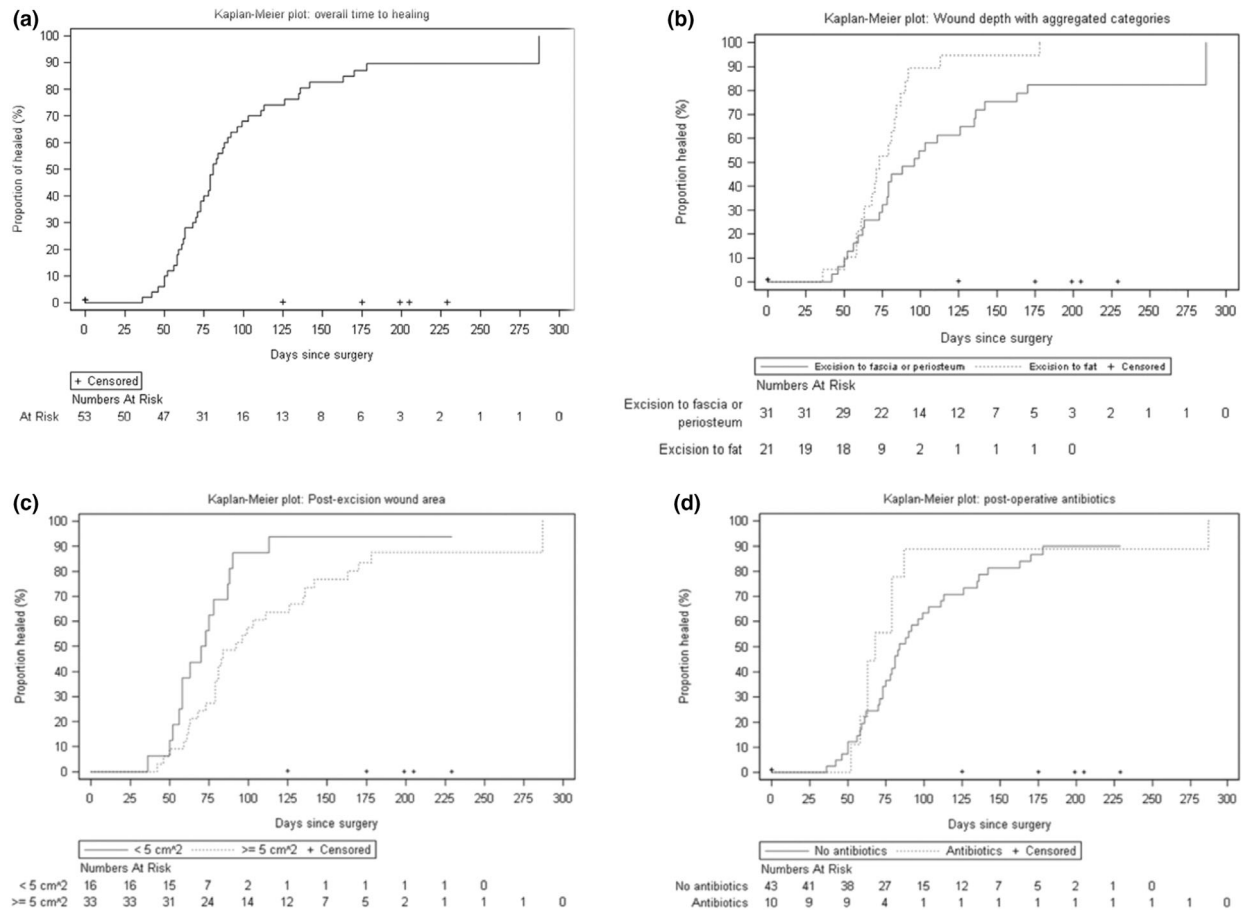 (a)
Kaplan-Meier plot: overall time to healing
Proportion of healed (%)
100
90
80
70
60
50
40
30
20
10
0
0 25 50 75 100 125 150 175 200 225 250 275 300
Days since surgery
+ Censored
Numbers At Risk
At Risk 53 50 47 31 16 13 8 6 3 2 1 1 0
(b)
Kaplan-Meier plot: Wound depth with aggregated categories
Proportion healed (%)
100
90
80
70
60
50
40
30
20
10
0
0 25 50 75 100 125 150 175 200 225 250 275 300
Days since surgery
Excision to fascia or periosteum Excision to fat + Censored
Numbers At Risk
Excision to fascia or
periosteum
31 31 29 22 14 12 7 5 3 2 1 1 0
Excision to fat 21 19 18 9 2 1 1 1 0
(c)
Kaplan-Meier plot: Post-excision wound area
Proportion healed (%)
100
90
80
70
60
50
40
30
20
10
0
0 25 50 75 100 125 150 175 200 225 250 275 300
Days since surgery
< 5 cm^2 >= 5 cm^2 + Censored
Numbers At Risk
< 5 cm^2 16 16 15 7 2 1 1 1 1 1 0
>= 5 cm^2 33 33 31 24 14 12 7 5 2 1 1 1 0
(d)
Kaplan-Meier plot: post-operative antibiotics
Proportion healed (%)
100
90
80
70
60
50
40
30
20
10
0
0 25 50 75 100 125 150 175 200 225 250 275 300
Days since surgery
No antibiotics Antibiotics + Censored
Numbers At Risk
No antibiotics 43 41 38 27 15 12 7 5 2 1 0
Antibiotics 10 9 9 4 1 1 1 1 1 1 1 1 0